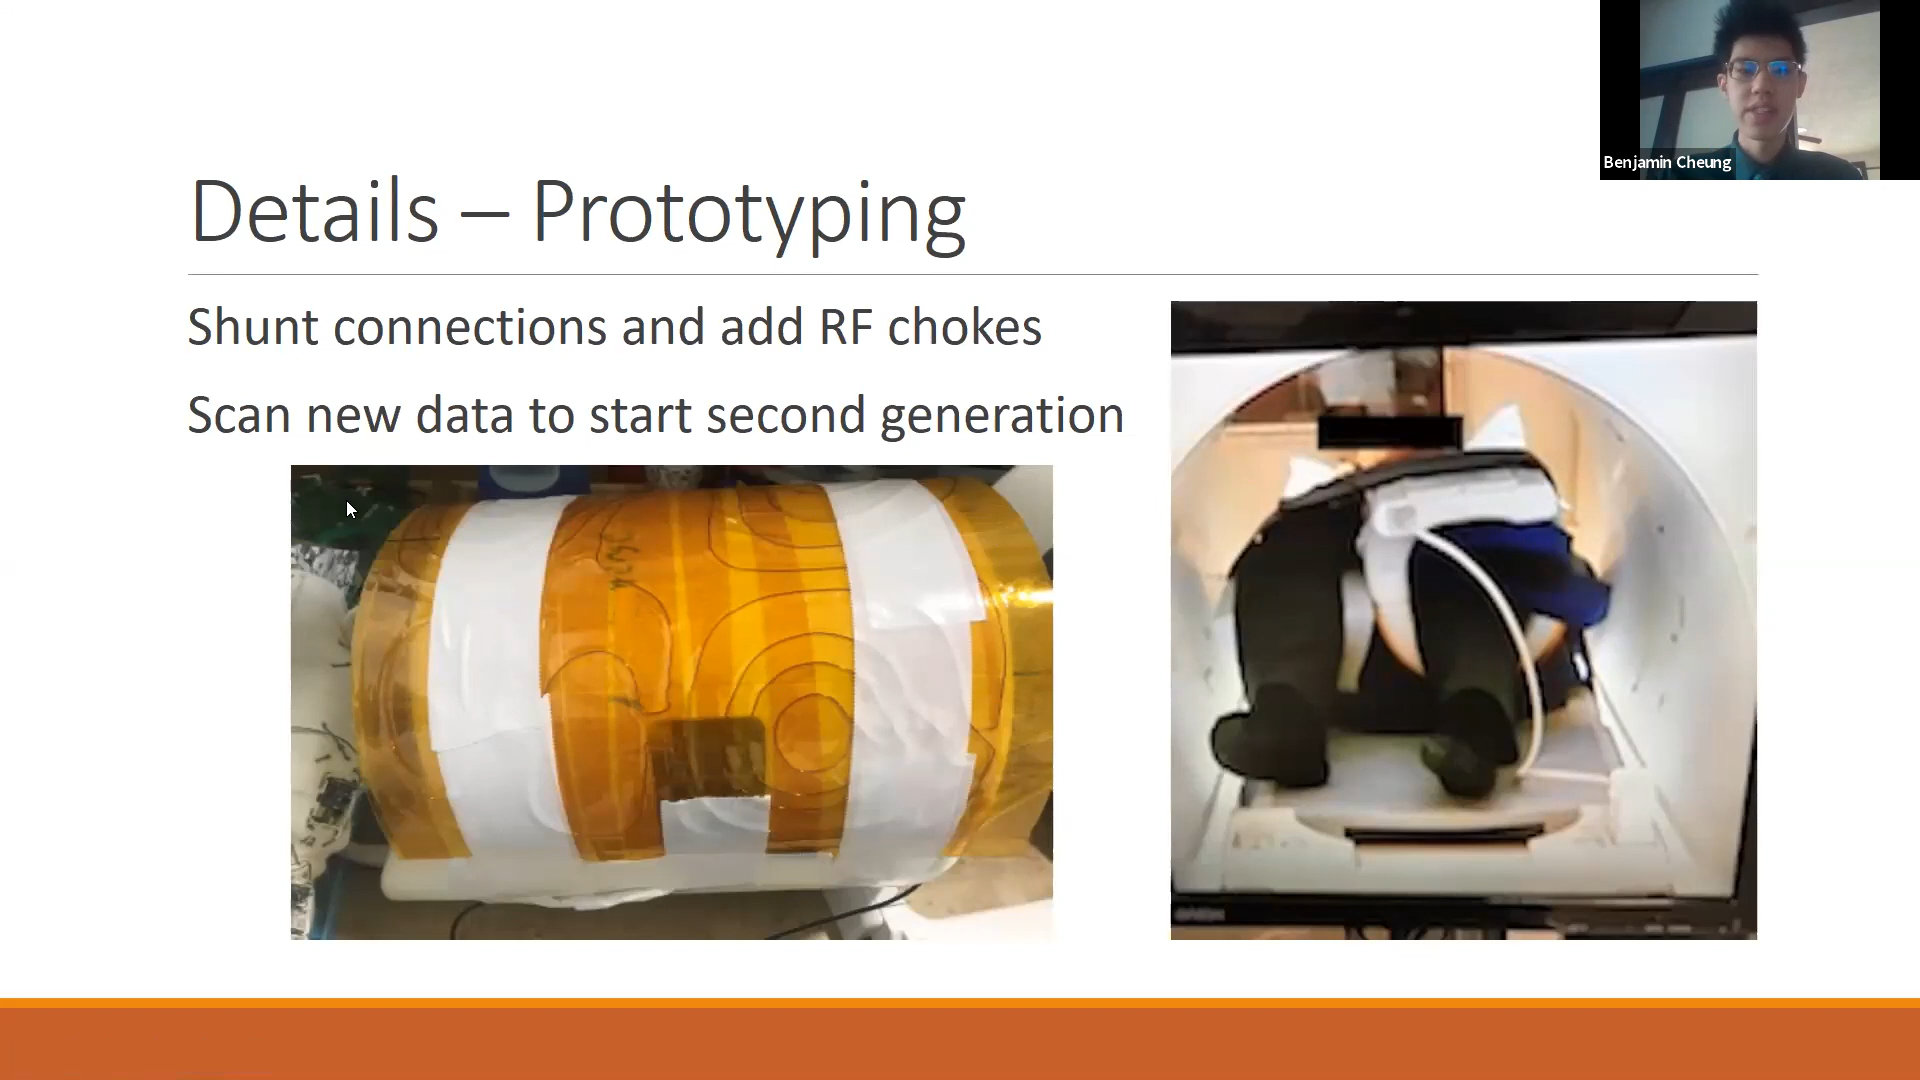 Benjamin Cheung
Details – Prototyping
Shunt connections and add RF chokes
Scan new data to start second generation